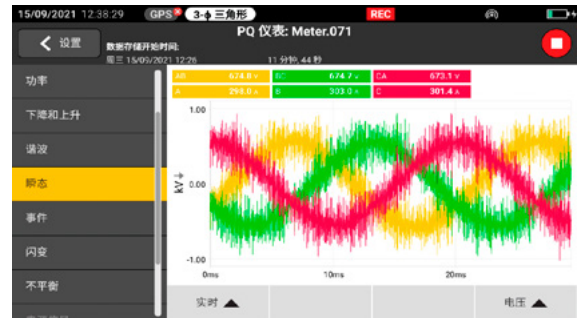 15/09/2021 12:38:29 GPS 3-ϕ 三角形 REC
PQ 仪表: Meter.071
设置
数据存储开始时间:
周三 15/09/2021 12:26 11 分钟, 44 秒
AB 674.8 V BC 674.7 V CA 673.1 V
A 298.0 A B 303.0 A C 301.4 A
功率
下降和上升
谐波
瞬态
事件
闪变
不平衡
kV
1.00
0.00
-1.00
0ms 10ms 20ms
实时 电压